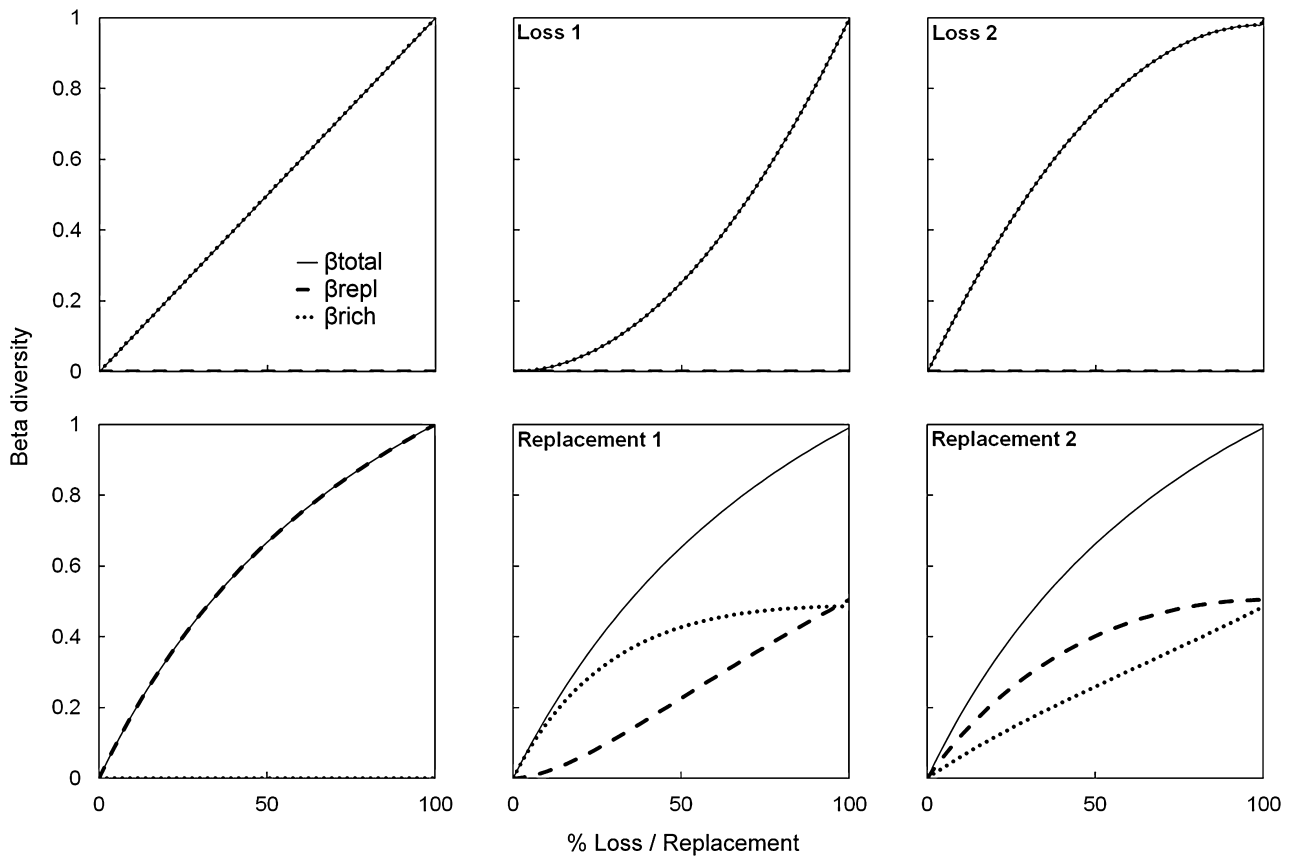 1
0.8
0.6
0.4
0.2
0
βtotal
βrepl
βrich
Loss 1
Loss 2
Beta diversity
1
0.8
0.6
0.4
0.2
0
Replacement 1
Replacement 2
0 50 100
0 50 100
0 50 100
% Loss / Replacement